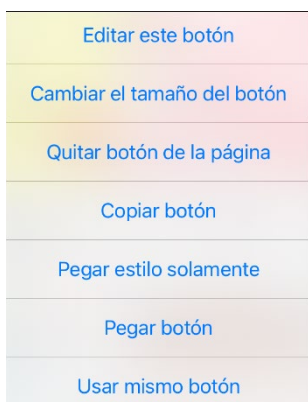 Editar este botón
Cambiar el tamaño del botón
Quitar botón de la página
Copiar botón
Pegar estilo solamente
Pegar botón
Usar mismo botón